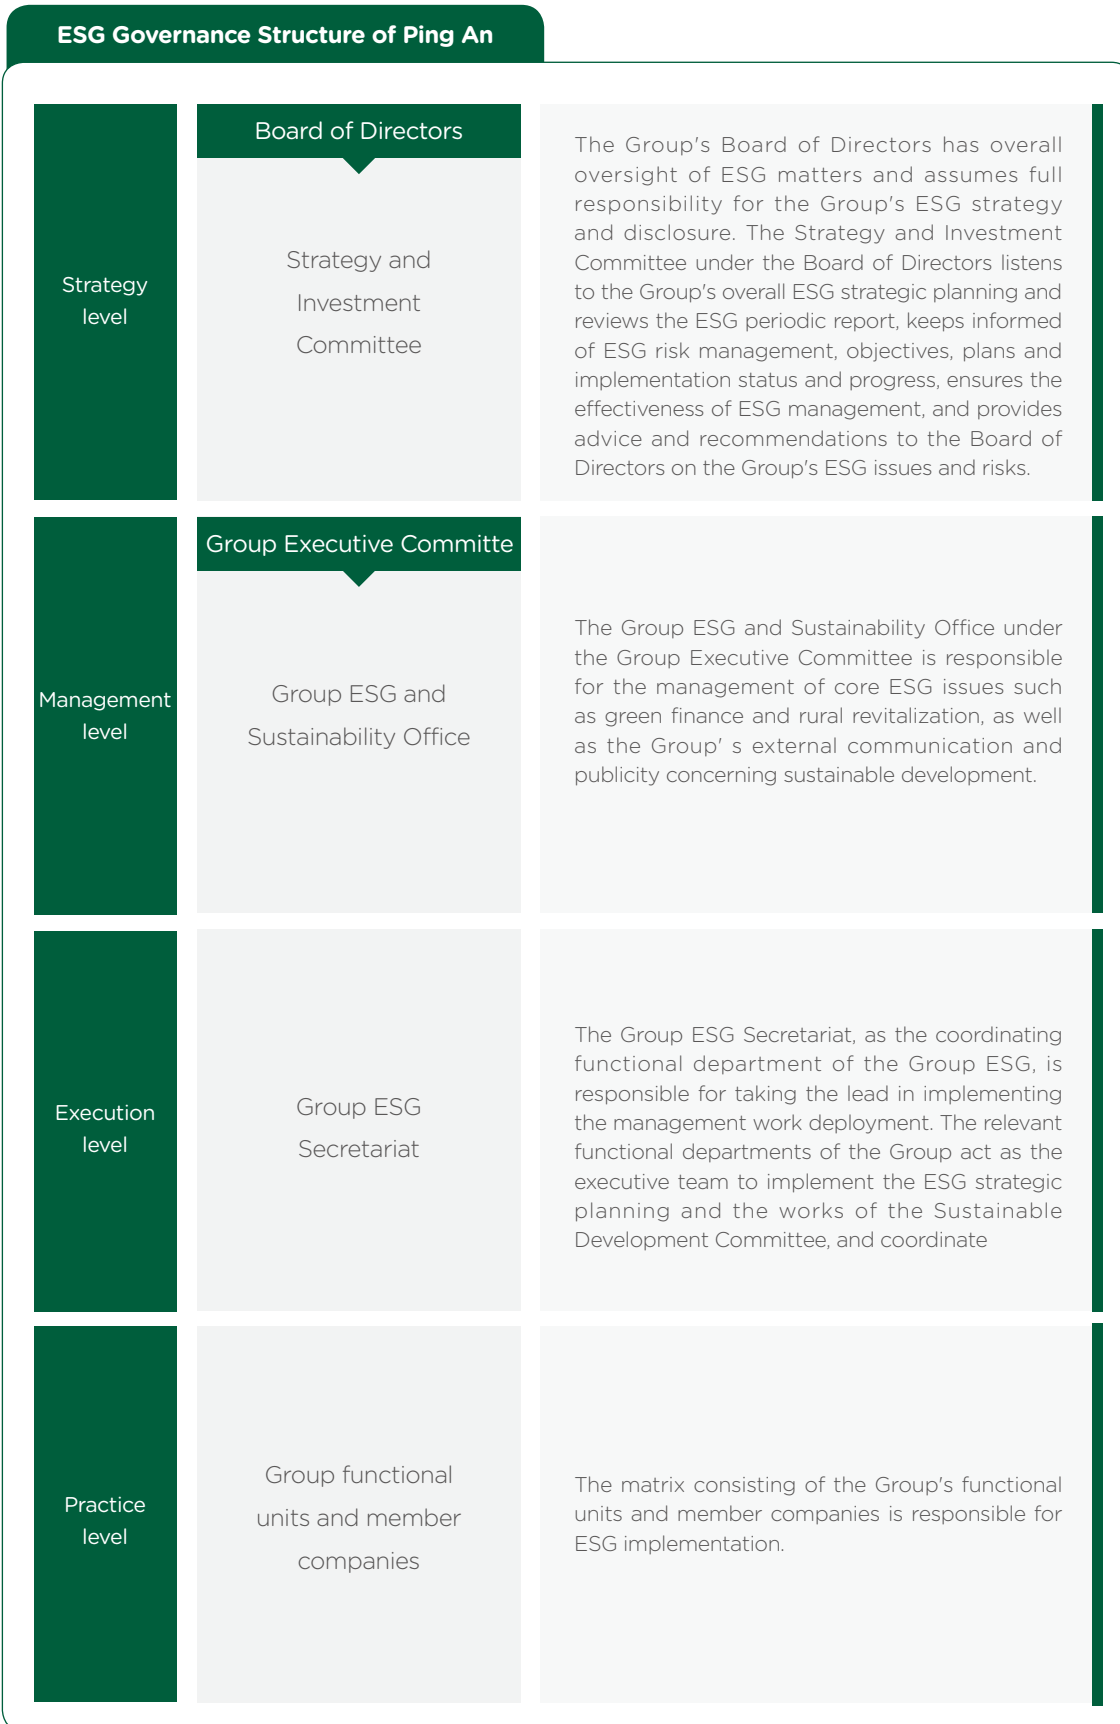 ESG Governance Structure of Ping An
Strategy
level
Board of Directors
Strategy and
Investment
Committee
The Group's Board of Directors has overall
oversight of ESG matters and assumes full
responsibility for the Group's ESG strategy
and disclosure. The Strategy and Investment
Committee under the Board of Directors listens
to the Group's overall ESG strategic planning and
reviews the ESG periodic report, keeps informed
of ESG risk management, objectives, plans and
implementation status and progress, ensures the
effectiveness of ESG management, and provides
advice and recommendations to the Board of
Directors on the Group's ESG issues and risks.
Management
level
Group Executive Committe
Group ESG and
Sustainability Office
The Group ESG and Sustainability Office under
the Group Executive Committee is responsible
for the management of core ESG issues such
as green finance and rural revitalization, as well
as the Group' s external communication and
publicity concerning sustainable development.
Execution
level
Group ESG
Secretariat
The Group ESG Secretariat, as the coordinating
functional department of the Group ESG, is
responsible for taking the lead in implementing
the management work deployment. The relevant
functional departments of the Group act as the
executive team to implement the ESG strategic
planning and the works of the Sustainable
Development Committee, and coordinate
Practice
level
Group functional
units and member
companies
The matrix consisting of the Group's functional
units and member companies is responsible for
ESG implementation.